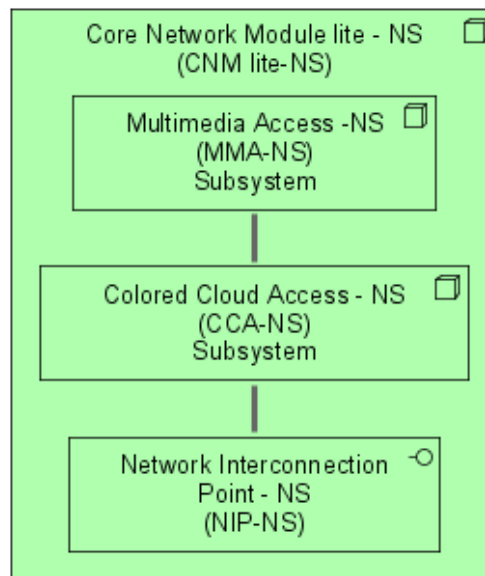 Core Network Module lite - NS
(CNM lite-NS)
Multimedia Access -NS
(MMA-NS)
Subsystem
Colored Cloud Access - NS
(CCA-NS)
Subsystem
Network Interconnection
Point - NS
(NIP-NS)